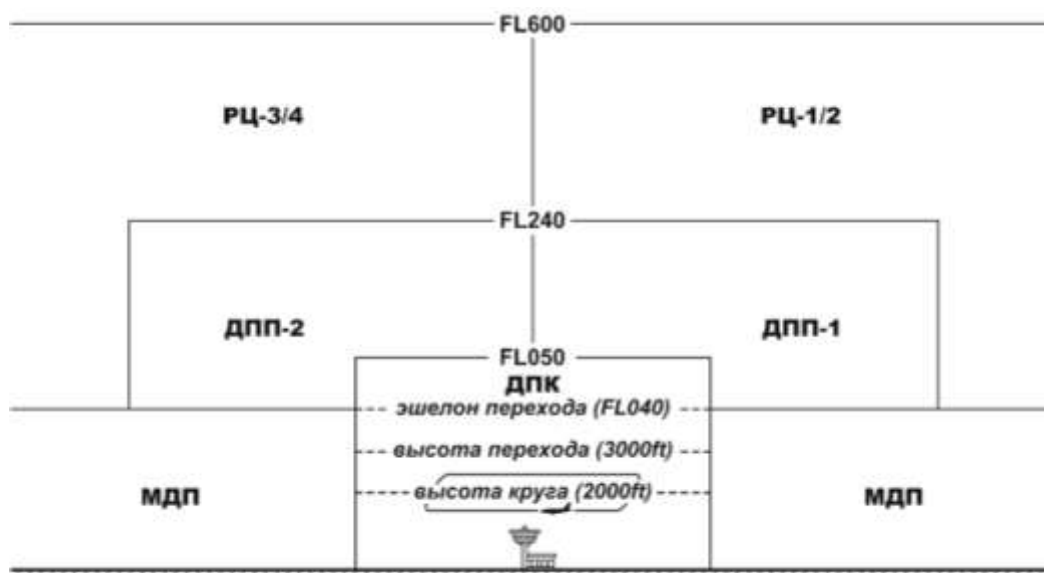 FL600
РЦ-3/4
РЦ-1/2
FL240
ДПП-2
ДПП-1
FL050
ДПК
эшелон перехода (FL040)
высота перехода (3000ft)
МДП
высота круга (2000ft)
МДП